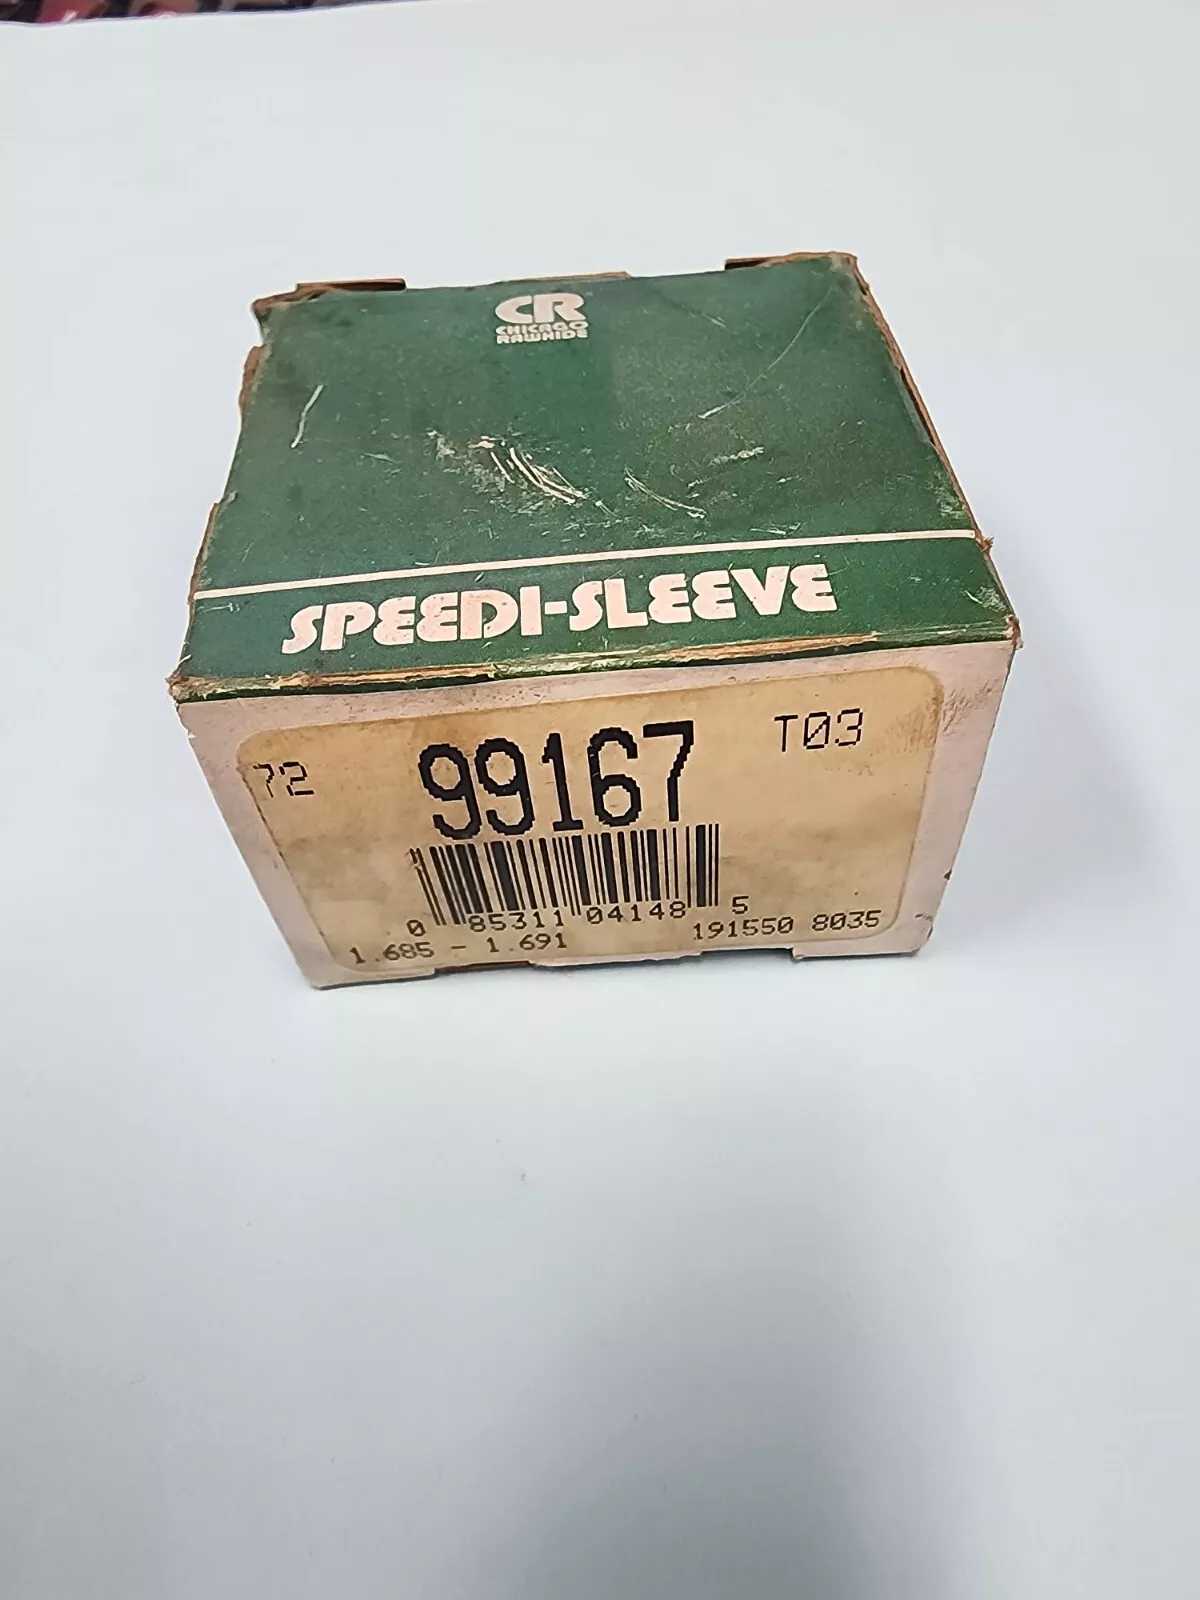 CR
CHICAGO
RAWHIDE
SPEEDI-SLEEVE
72 99167 T03
0 85311 04148 5
1.685 - 1.691 191550 8035